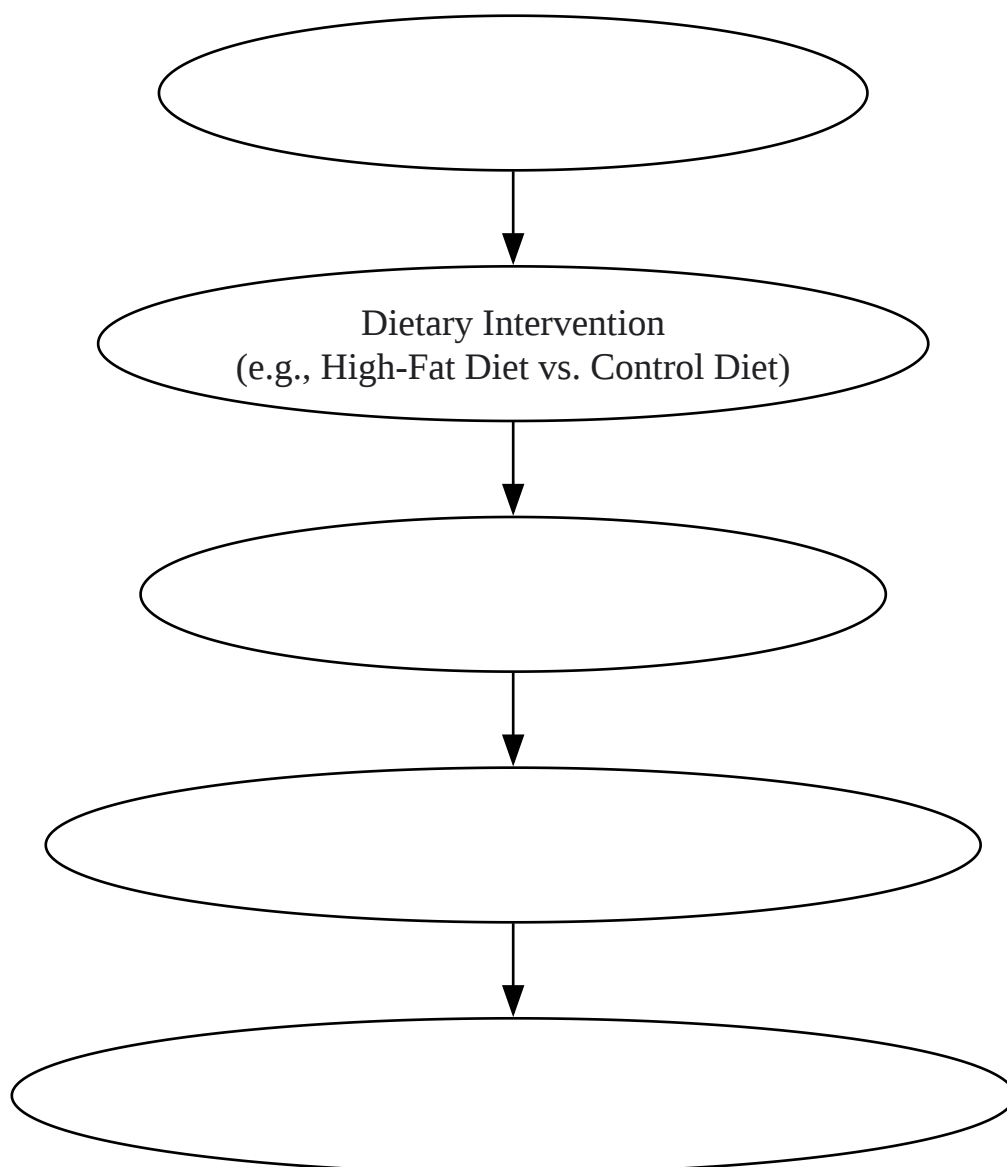 Dietary Intervention
(e.g., High-Fat Diet vs. Control Diet)